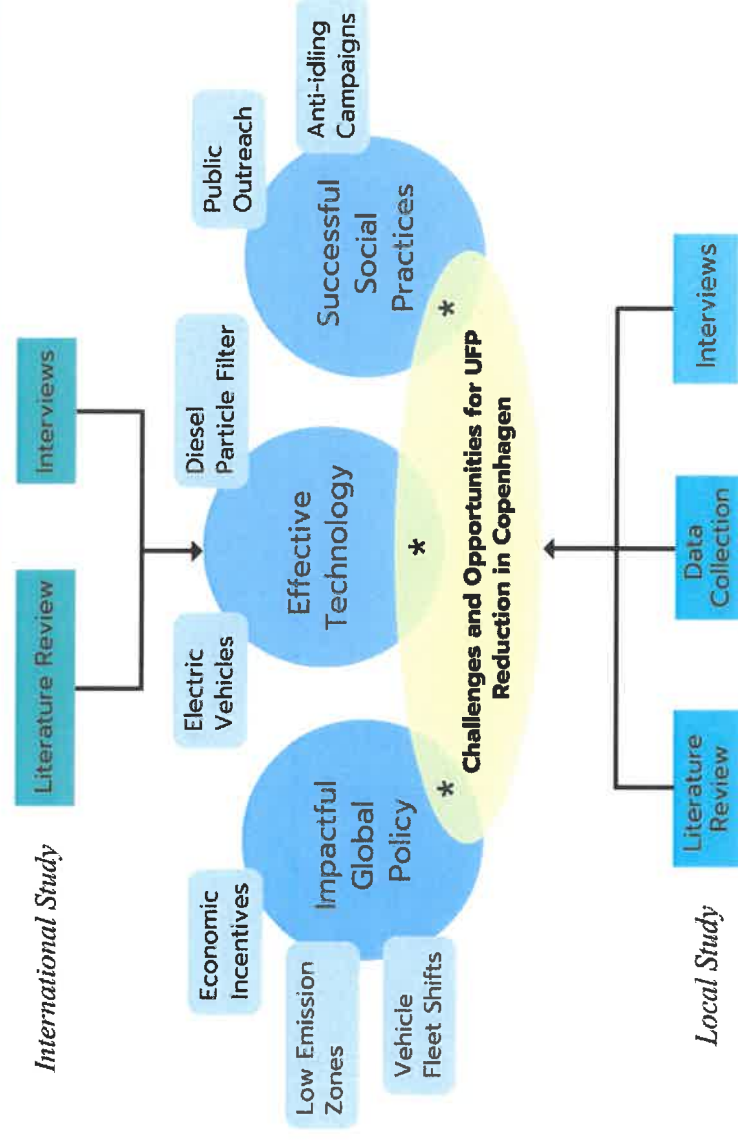 International Study
Literature Review
Interviews
Economic
Incentives
Low Emission
Zones
Vehicle
Fleet Shifts
Impactful
Global
Policy
*
Electric
Vehicles
Diesel
Particle Filter
Effective
Technology
*
Public
Outreach
Anti-idling
Campaigns
Successful
Social
Practices
*
Challenges and Opportunities for UFP
Reduction in Copenhagen
Local Study
Literature
Review
Data
Collection
Interviews